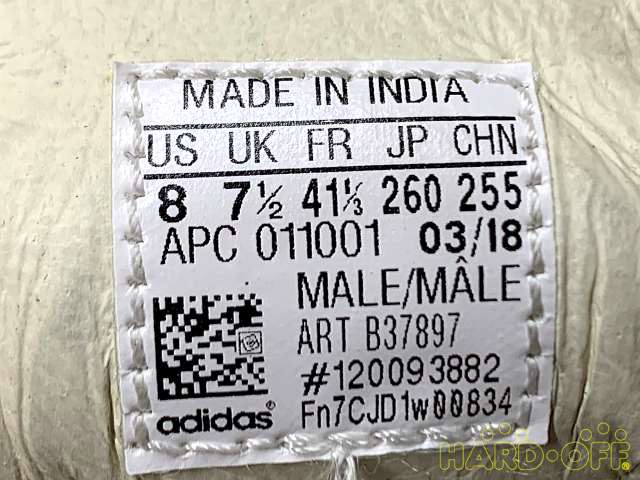 MADE IN INDIA
US UK FR JP CHN
8 7½ 41⅓ 260 255
APC 011001 03/18
MALE/MÂLE
ART B37897
#120093882
adidas Fn7CJD1w00834
HARD·OFF